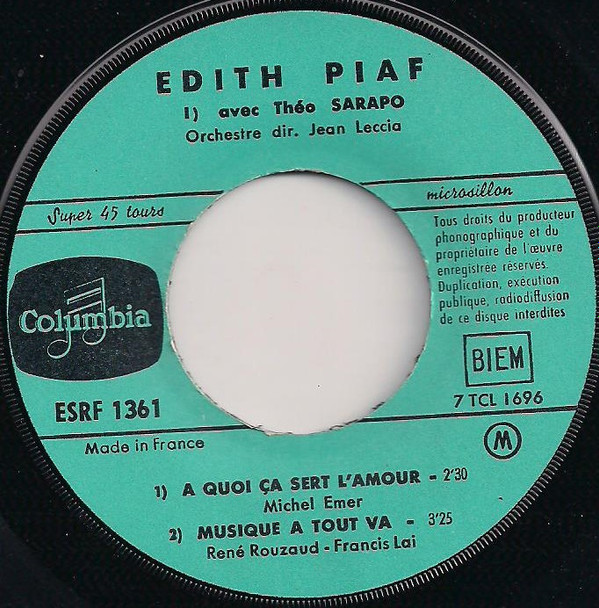 EDITH PIAF
1) avec Théo SARAPO
Orchestre dir. Jean Leccia
Super 45 tours
microsillon
Tous droits du producteur
phonographique et du
propriétaire de l'œuvre
enregistrée réservés.
Duplication, exécution
publique, radiodiffusion
de ce disque interdites
Columbia
BIEM
ESRF 1361
7 TCL 1696
Made in France
M
1) A QUOI ÇA SERT L'AMOUR - 2'30
Michel Emer
2) MUSIQUE A TOUT VA - 3'25
René Rouzaud - Francis Lai